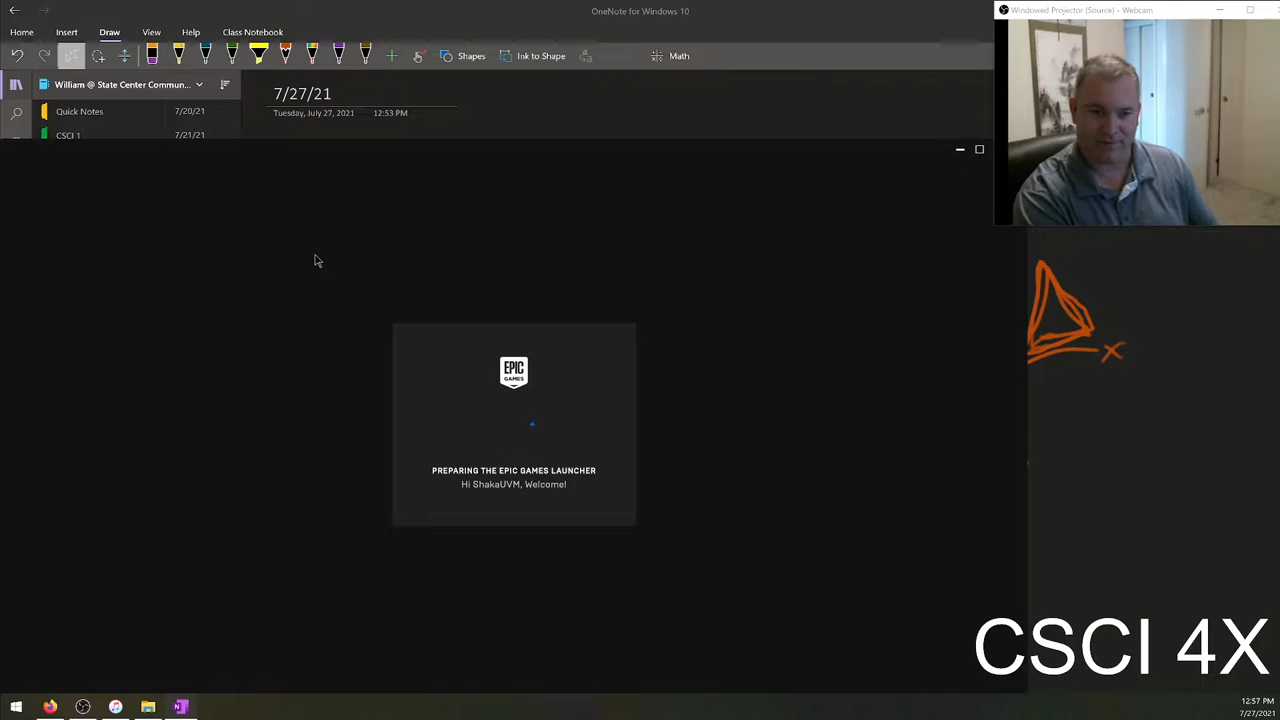 OneNote for Windows 10
Windowed Projector (Source) - Webcam
Home Insert Draw View Help Class Notebook
Shapes Ink to Shape Math
William @ State Center Commun...
7/27/21
Quick Notes 7/20/21
Tuesday, July 27, 2021 12:53 PM
CSCI 1 7/21/21
x
EPIC
GAMES
PREPARING THE EPIC GAMES LAUNCHER
Hi ShakaUVM, Welcome!
CSCI 4X
N
12:57 PM
7/27/2021